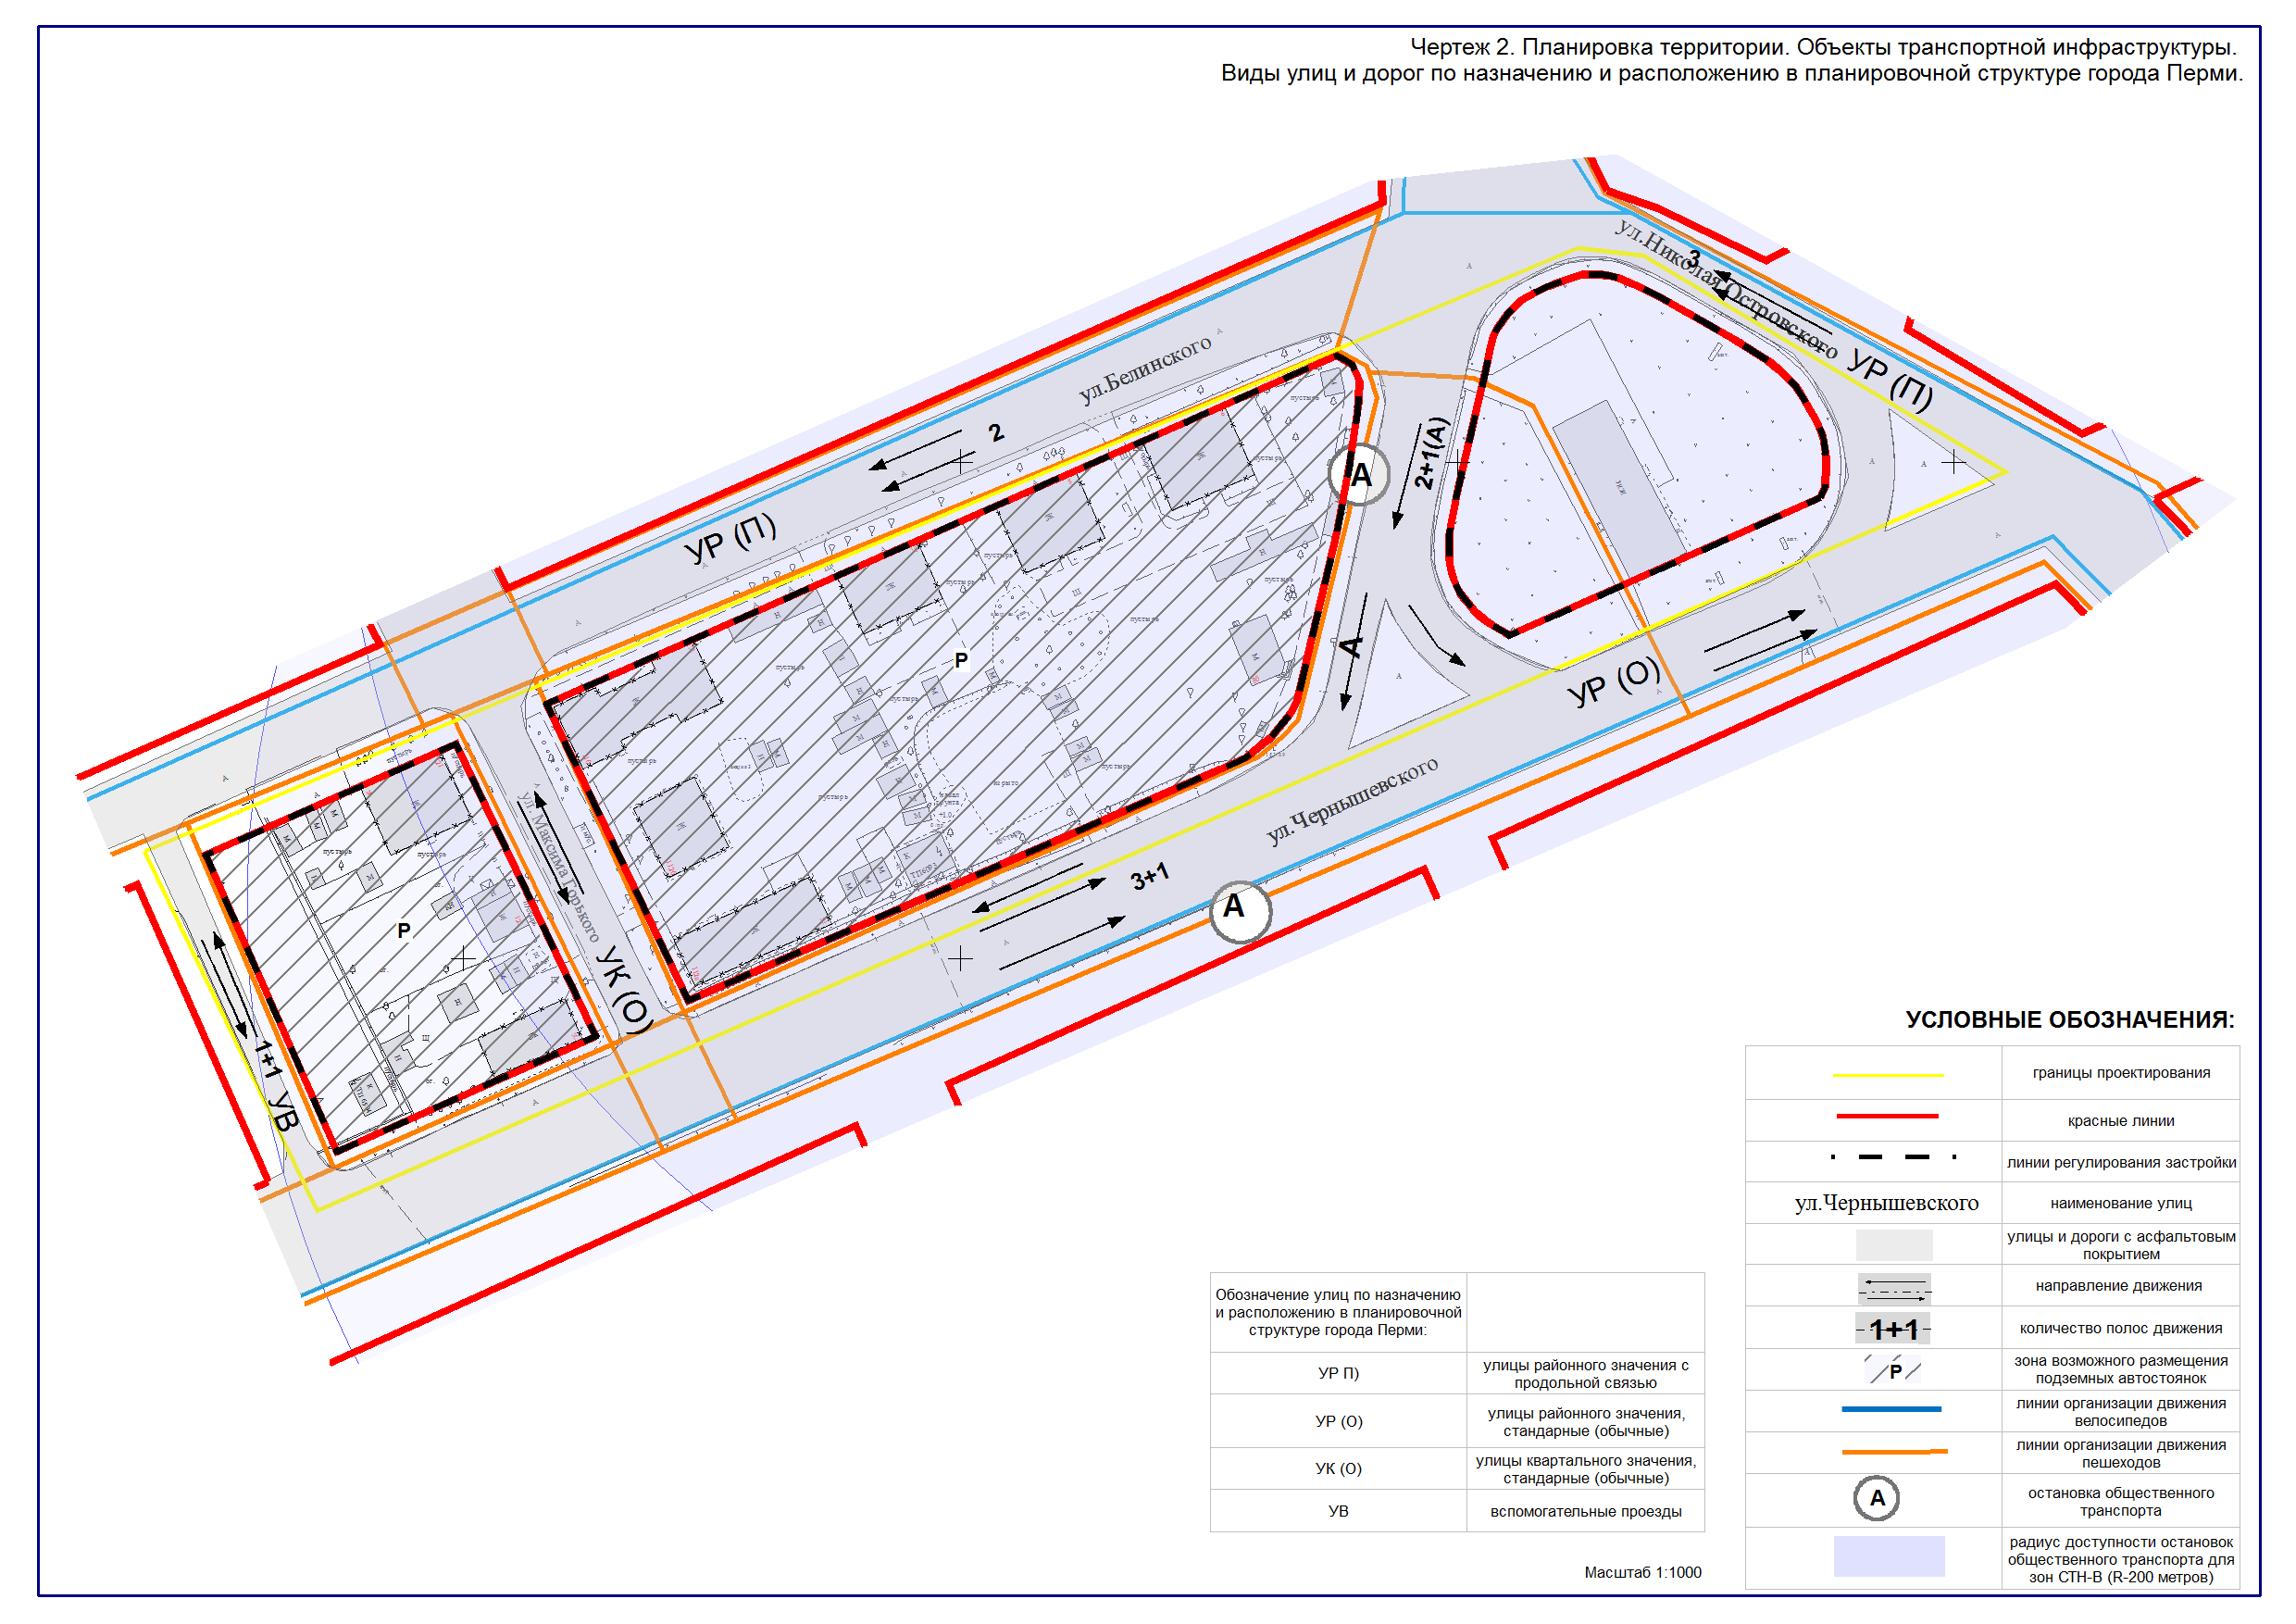 Чертеж 2. Планировка территории. Объекты транспортной инфраструктуры.
Виды улиц и дорог по назначению и расположению в планировочной структуре города Перми.
ул.Николая Островского
3
УР (П)
ул.Белинского
2
УР (П)
2+1(А)
А
А
Р
УР (О)
ул.Чернышевского
3+1
А
ул. Максима Горького
УК (О)
Р
1+1
УВ
УСЛОВНЫЕ ОБОЗНАЧЕНИЯ:
границы проектирования
красные линии
линии регулирования застройки
ул.Чернышевского
наименование улиц
улицы и дороги с асфальтовым
покрытием
направление движения
1+1
количество полос движения
Р
зона возможного размещения
подземных автостоянок
линии организации движения
велосипедов
линии организации движения
пешеходов
А
остановка общественного
транспорта
радиус доступности остановок
общественного транспорта для
зон СТН-В (R-200 метров)
Обозначение улиц по назначению
и расположению в планировочной
структуре города Перми:
УР П)
улицы районного значения с
продольной связью
УР (О)
улицы районного значения,
стандарные (обычные)
УК (О)
улицы квартального значения,
стандарные (обычные)
УВ
вспомогательные проезды
Масштаб 1:1000